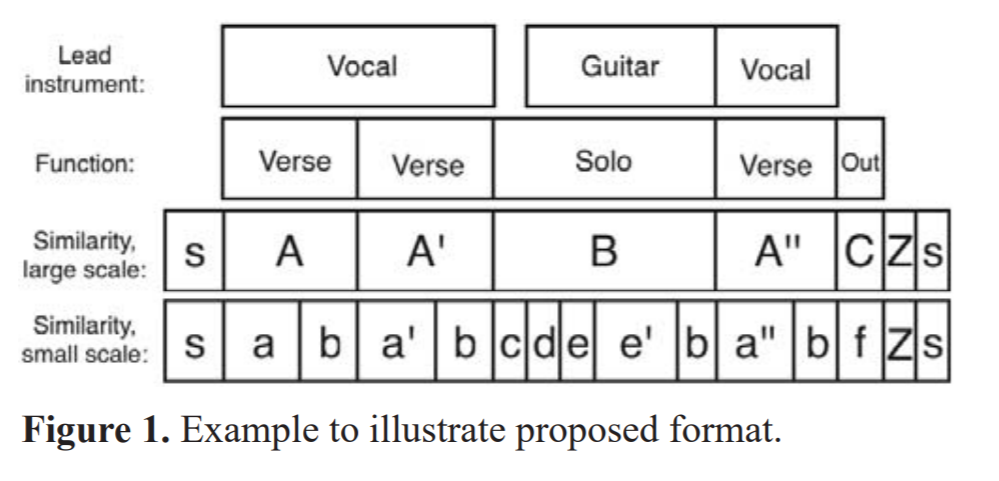 Lead
instrument:
Vocal Guitar Vocal
Function:
Verse Verse Solo Verse Out
Similarity,
large scale:
s A A' B A" C Z s
Similarity,
small scale:
s a b a' b c d e e' b a" b f Z s
Figure 1. Example to illustrate proposed format.